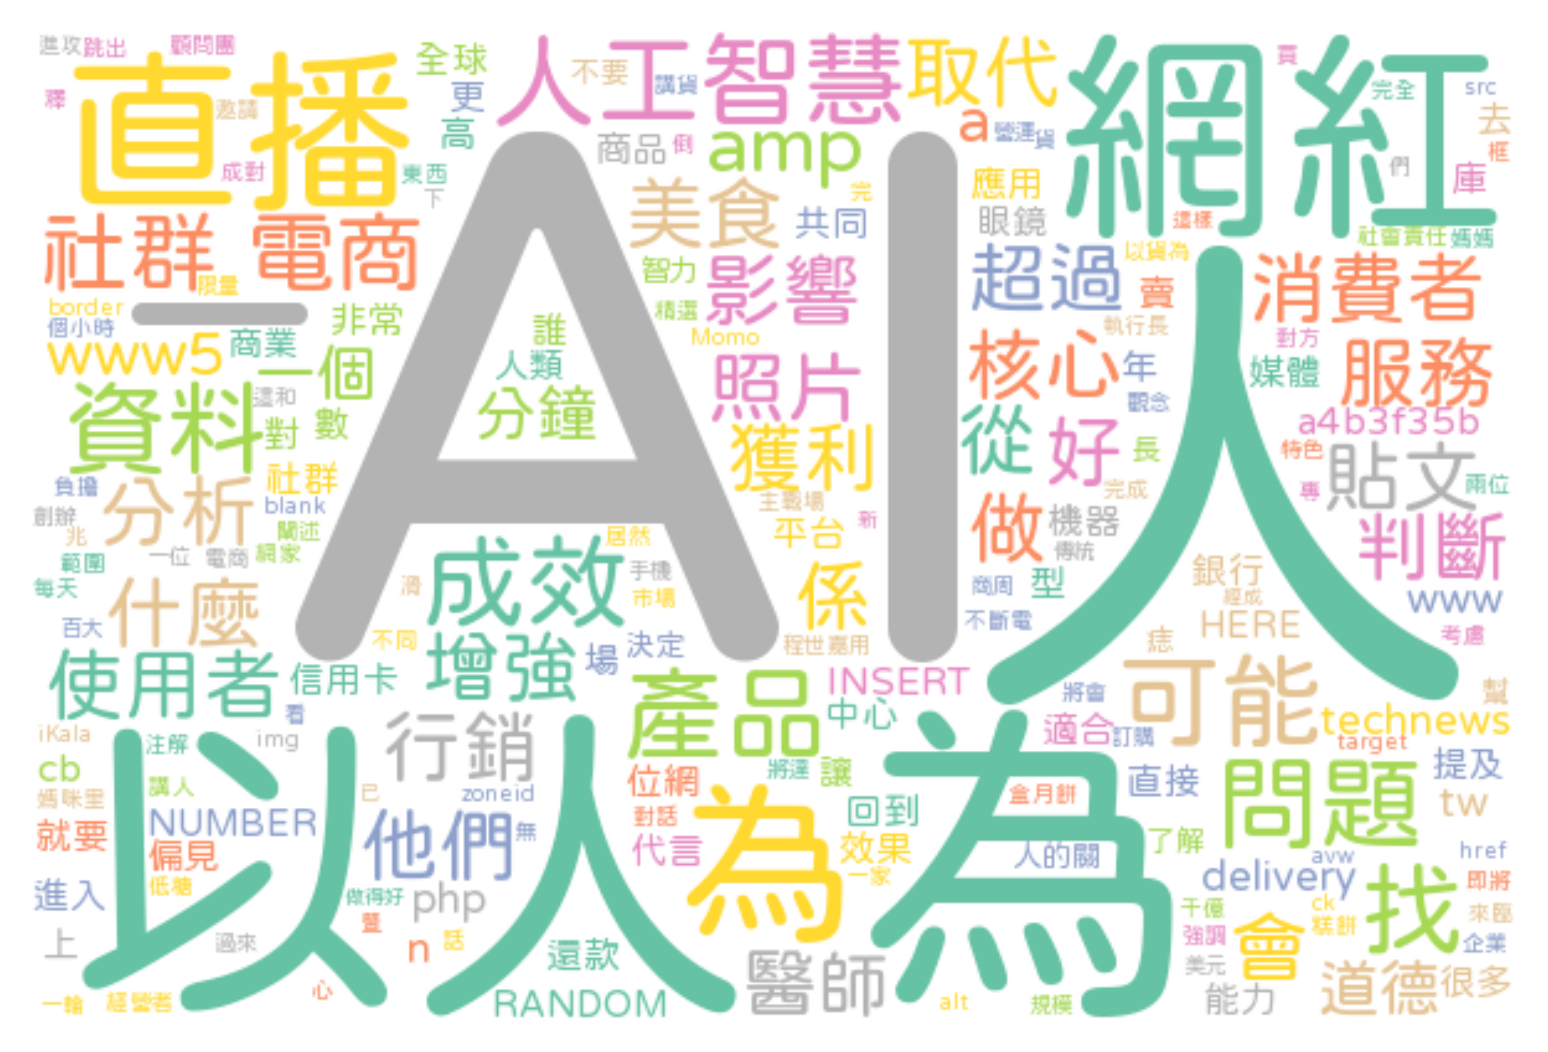 進攻 跳出 顧問團
直播
全球
人工智慧
不要
講貨
取代
網紅
買
完全
src
釋
邀請
更
高
a
營運
貨
去
框
成對
東西
下
商品
倒
amp
完
應用
們
庫
AI
社群 電商
美食
共同
眼鏡
這樣
社會責任
媽媽
限量
智力
影響
超過
以貨為
賣
消費者
border
一
非常
誰
精選
Momo
執行長
對方
個小時
www5
商業
一個
人類
照片
核心
年
媒體
服務
資料
這和
對
數
分鐘
觀念
人
a4b3f35b
獲利
從
好
長
特色
貼文
負擔
分析
社群
blank
主戰場
完成
專
兩位
創辦
兆
闡述
平台
新
做
機器
傳統
判斷
範圍
一位
電商
網家
居然
成效
手機
每天
什麼
滑
市場
係
商周
型
銀行
經成
www
百大
不同
增強
場
決定
程世嘉
用
不斷電
痣
HERE
考慮
使用者
信用卡
產品
INSERT
將會
可能
幫
看
中心
適合
訂購
technews
iKala
注解
img
行銷
target
cb
講人
位網
將達
讓
直接
問題
提及
媽咪里
以人為
已
zoneid
對話
為
回到
盒月餅
tw
就要
NUMBER
他們
無
偏見
代言
效果
人的關
了解
avw
href
進入
低糖
做得好
php
一家
delivery
找
即將
上
過來
豎
n
話
還款
醫師
千億
強調
會
ck
糕餅
來臨
企業
心
美元
一輪
經營者
RANDOM
alt
規模
能力
道德
很多